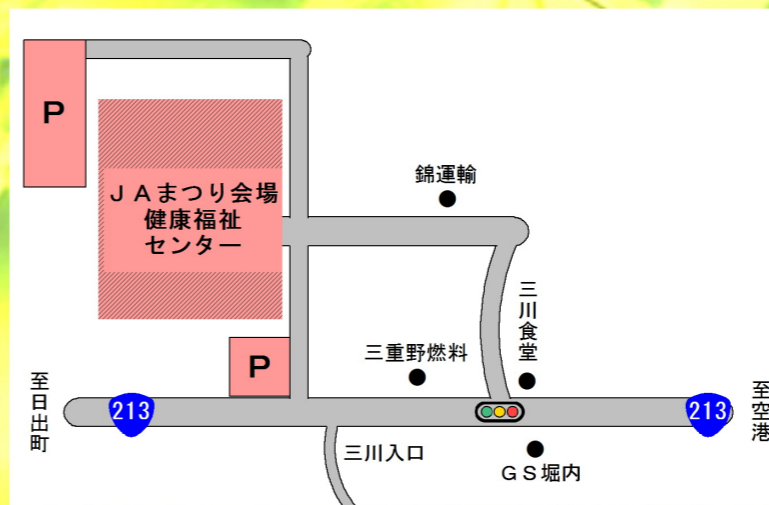 P
ＪＡまつり会場
健康福祉
センター
錦運輸
三川食堂
三重野燃料
P
至日出町
213
213
至空港
三川入口
ＧＳ堀内